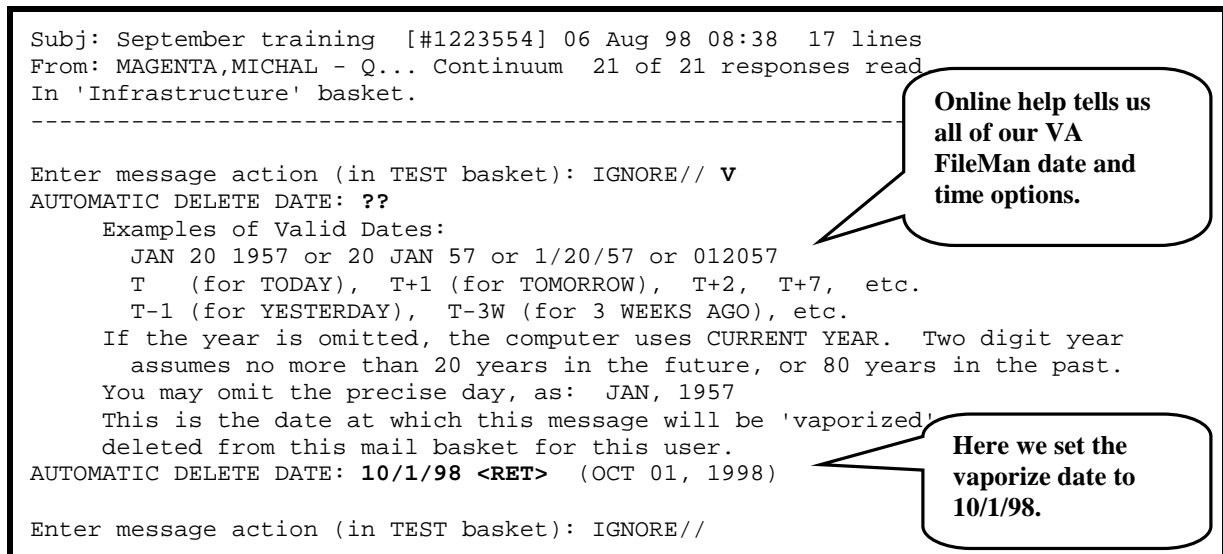 Subj: September training  [#1223554] 06 Aug 98 08:38  17 lines
From: MAGENTA,MICHAL - Q... Continuum  21 of 21 responses read
In 'Infrastructure' basket.
-------------------------------------------------------------
Online help tells us
all of our VA
FileMan date and
time options.
Enter message action (in TEST basket): IGNORE// V
AUTOMATIC DELETE DATE: ??
     Examples of Valid Dates:
       JAN 20 1957 or 20 JAN 57 or 1/20/57 or 012057
       T   (for TODAY),  T+1 (for TOMORROW),  T+2,  T+7,  etc.
       T-1 (for YESTERDAY),  T-3W (for 3 WEEKS AGO), etc.
     If the year is omitted, the computer uses CURRENT YEAR.  Two digit year
       assumes no more than 20 years in the future, or 80 years in the past.
     You may omit the precise day, as:  JAN, 1957
     This is the date at which this message will be 'vaporized'
     deleted from this mail basket for this user.
AUTOMATIC DELETE DATE: 10/1/98 <RET>  (OCT 01, 1998)
Here we set the
vaporize date to
10/1/98.
Enter message action (in TEST basket): IGNORE//